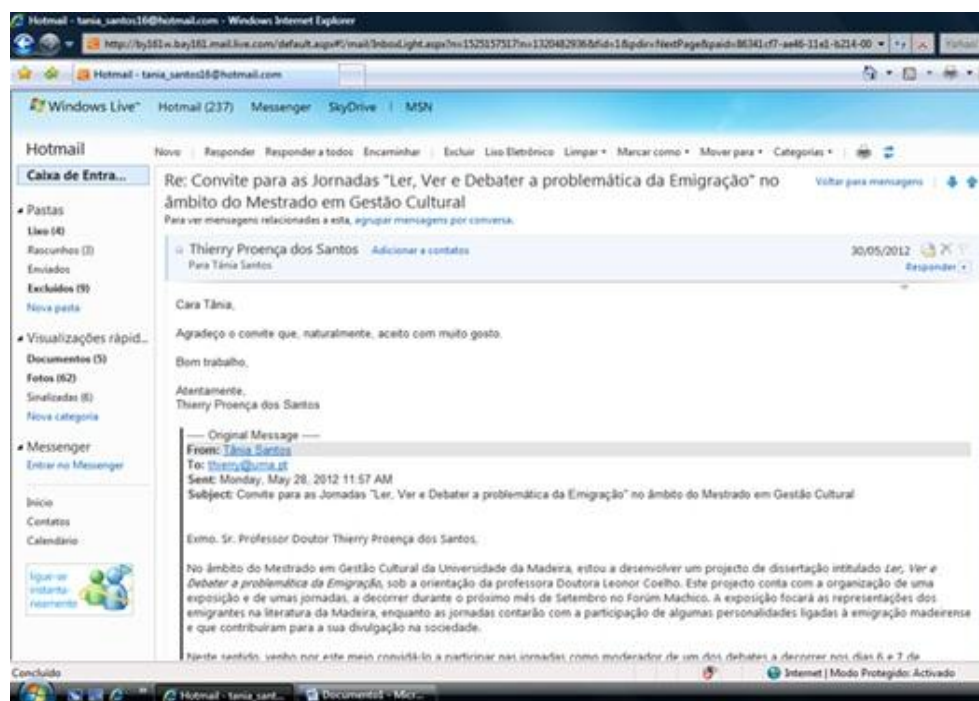 Hotmail - tania_santos16@hotmail.com - Windows Internet Explorer
Hotmail - tania_santos16@hotmail.com
Windows Live™ Hotmail (237) Messenger SkyDrive | MSN
Hotmail
Novo | Responder Responder a todos Encaminhar | Excluir Lixo Eletrônico Limpar Marcar como Mover para Categorias
Caixa de Entra...
Re: Convite para as Jornadas "Ler, Ver e Debater a problemática da Emigração" no
âmbito do Mestrado em Gestão Cultural
Voltar para mensagens
Para ver mensagens relacionadas a esta, agrupar mensagens por conversa.
Pastas
Lixo (4)
Rascunhos (3)
Enviados
Excluídos (9)
Nova pasta
Visualizações rápid...
Documentos (5)
Fotos (62)
Sinalizadas (6)
Nova categoria
Messenger
Entrar no Messenger
Início
Contatos
Calendário
ligue-se
instanta-
neamente
Thierry Proença dos Santos Adicionar a contatos
30/05/2012
Para Tânia Santos
Responder
Cara Tânia,
Agradeço o convite que, naturalmente, aceito com muito gosto.
Bom trabalho,
Atentamente,
Thierry Proença dos Santos
----- Original Message -----
From: Tânia Santos
To: thierry@uma.pt
Sent: Monday, May 28, 2012 11:57 AM
Subject: Convite para as Jornadas "Ler, Ver e Debater a problemática da Emigração" no âmbito do Mestrado em Gestão Cultural
Exmo. Sr. Professor Doutor Thierry Proença dos Santos,
No âmbito do Mestrado em Gestão Cultural da Universidade da Madeira, estou a desenvolver um projecto de dissertação intitulado Ler, Ver e
Debater a problemática da Emigração, sob a orientação da professora Doutora Leonor Coelho. Este projecto conta com a organização de uma
exposição e de umas jornadas, a decorrer durante o próximo mês de Setembro no Forúm Machico. A exposição focará as representações dos
emigrantes na literatura da Madeira, enquanto as jornadas contarão com a participação de algumas personalidades ligadas à emigração madeirense
e que contribuíram para a sua divulgação na sociedade.
Neste sentido, venho por este meio convidá-lo a participar nas jornadas como moderador de um dos debates a decorrer nos dias 6 e 7 de
Concluído
Internet | Modo Protegido: Activado
Hotmail - tania_sant...
Documento1 - Micr...